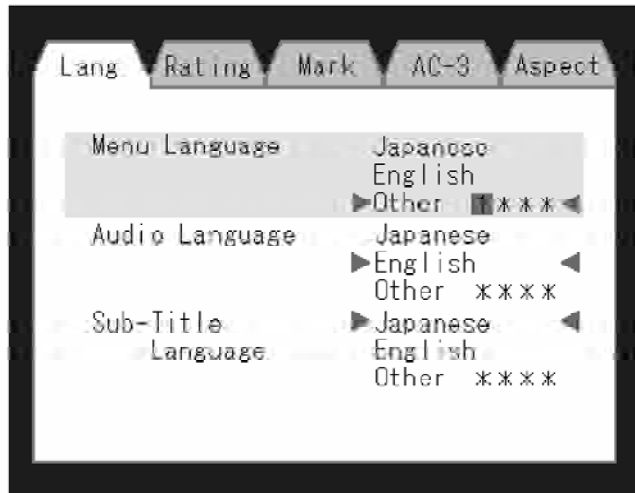 Lang Rating Mark AC-3 Aspect
Menu Language Japanese
English
▶Other ****◀
Audio Language Japanese
▶English ◀
Other ****
Sub-Title ▶Japanese ◀
Language English
Other ****